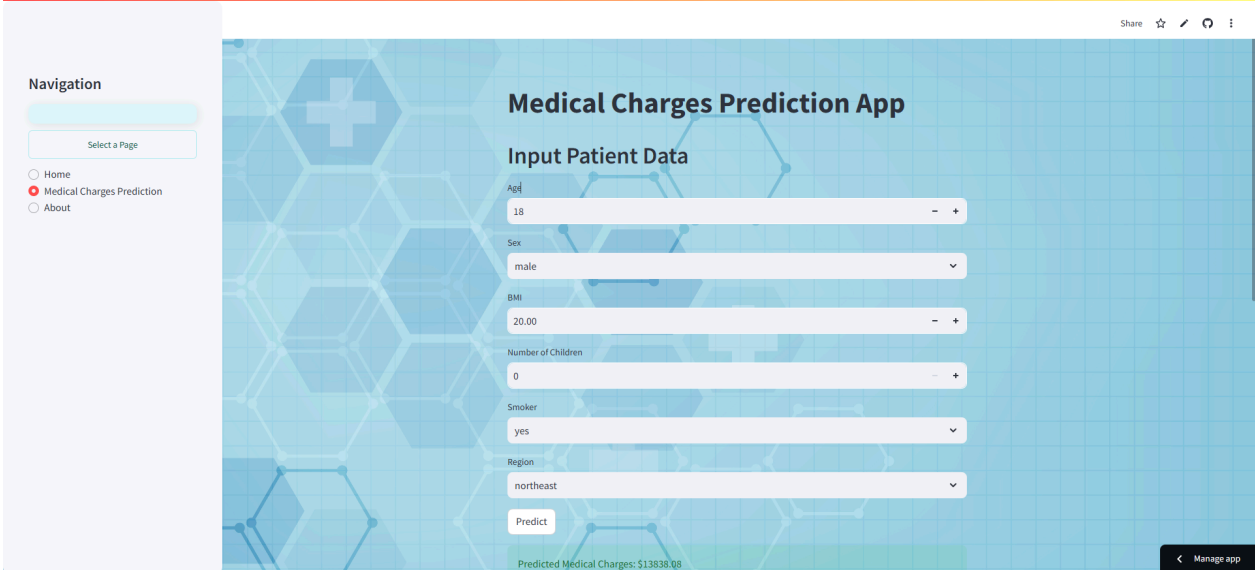 Share
Navigation
Select a Page
Home
Medical Charges Prediction
About
Medical Charges Prediction App
Input Patient Data
Age
18
Sex
male
BMI
20.00
Number of Children
0
Smoker
yes
Region
northeast
Predict
Predicted Medical Charges: $13838.08
Manage app